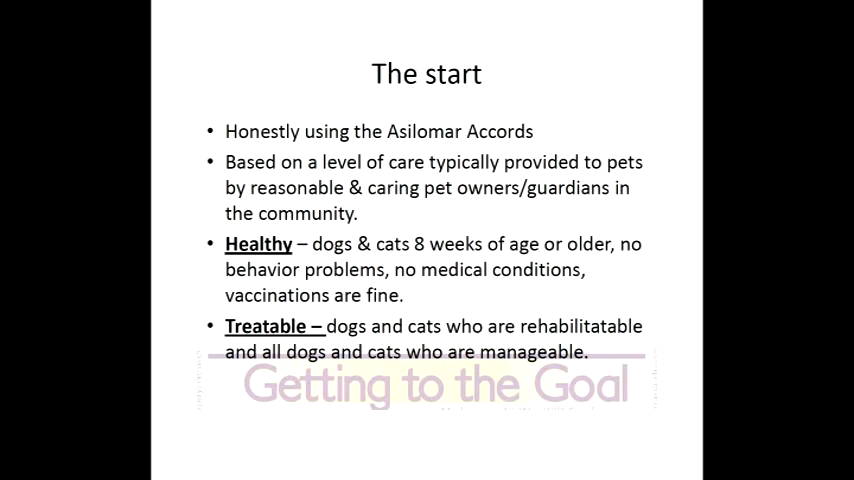 The start
• Honestly using the Asilomar Accords
• Based on a level of care typically provided to pets
by reasonable & caring pet owners/guardians in
the community.
• Healthy – dogs & cats 8 weeks of age or older, no
behavior problems, no medical conditions,
vaccinations are fine.
• Treatable – dogs and cats who are rehabilitatable
and all dogs and cats who are manageable.
Getting to the Goal